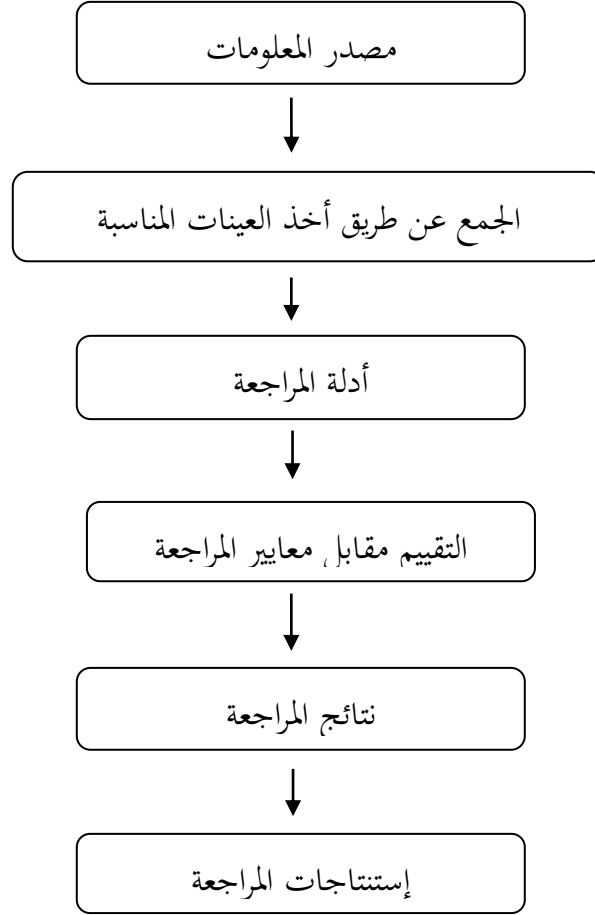 مصدر المعلومات
الجمع عن طريق أخذ العينات المناسبة
أدلة المراجعة
التقييم مقابل معايير المراجعة
نتائج المراجعة
إستنتاجات المراجعة